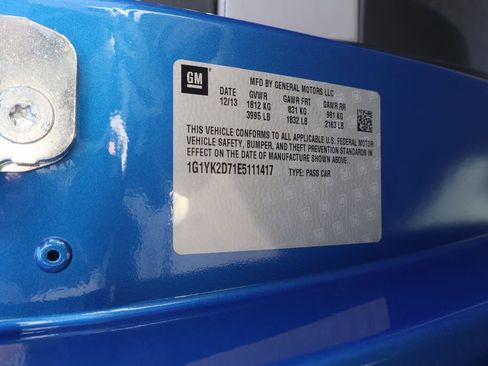 GM
MFD BY GENERAL MOTORS LLC
DATE GVWR GAWR FRT GAWR RR
12/13 1812 KG 831 KG 981 KG
3995 LB 1832 LB 2163 LB
THIS VEHICLE CONFORMS TO ALL APPLICABLE U.S. FEDERAL MOTOR
VEHICLE SAFETY, BUMPER, AND THEFT PREVENTION STANDARDS IN
EFFECT ON THE DATE OF MANUFACTURE SHOWN ABOVE.
1G1YK2D71E5111417 TYPE: PASS CAR